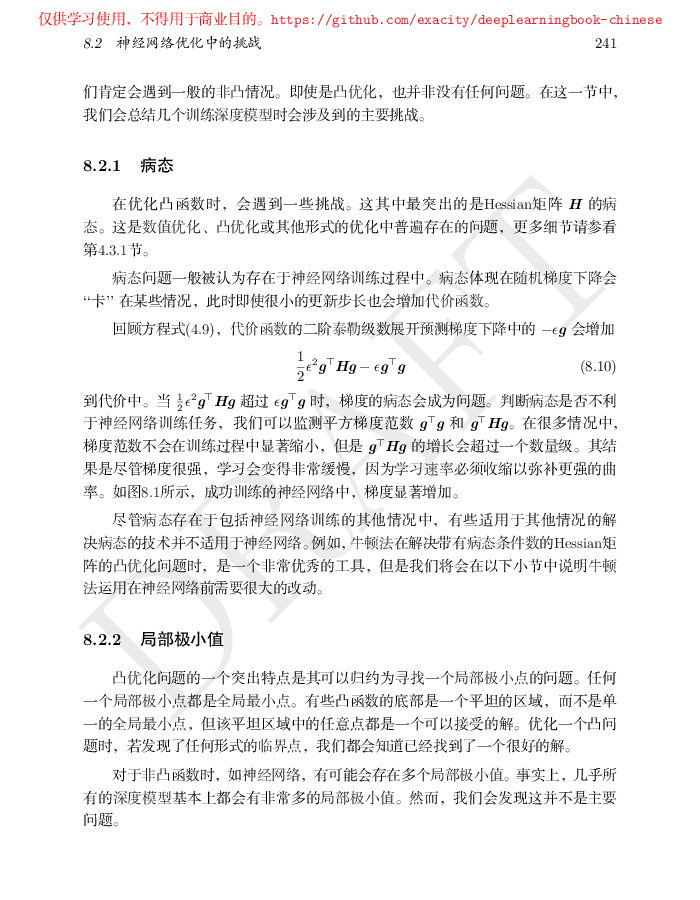 仅供学习使用，不得用于商业目的。https://github.com/exacity/deeplearningbook-chinese
8.2 神经网络优化中的挑战 241
们肯定会遇到一般的非凸情况。即使是凸优化，也并非没有任何问题。在这一节中，
我们会总结几个训练深度模型时会涉及到的主要挑战。
8.2.1 病态
在优化凸函数时，会遇到一些挑战。这其中最突出的是Hessian矩阵 H 的病
态。这是数值优化、凸优化或其他形式的优化中普遍存在的问题，更多细节请参看
第4.3.1节。
病态问题一般被认为存在于神经网络训练过程中。病态体现在随机梯度下降会
“卡” 在某些情况，此时即使很小的更新步长也会增加代价函数。
回顾方程式(4.9)，代价函数的二阶泰勒级数展开预测梯度下降中的 −ϵg 会增加
1/2 ϵ²g⊤Hg − ϵg⊤g (8.10)
到代价中。当 1/2 ϵ²g⊤Hg 超过 ϵg⊤g 时，梯度的病态会成为问题。判断病态是否不利
于神经网络训练任务，我们可以监测平方梯度范数 g⊤g 和 g⊤Hg。在很多情况中，
梯度范数不会在训练过程中显著缩小，但是 g⊤Hg 的增长会超过一个数量级。其结
果是尽管梯度很强，学习会变得非常缓慢，因为学习速率必须收缩以弥补更强的曲
率。如图8.1所示，成功训练的神经网络中，梯度显著增加。
尽管病态存在于包括神经网络训练的其他情况中，有些适用于其他情况的解
决病态的技术并不适用于神经网络。例如，牛顿法在解决带有病态条件数的Hessian矩
阵的凸优化问题时，是一个非常优秀的工具，但是我们将会在以下小节中说明牛顿
法运用在神经网络前需要很大的改动。
8.2.2 局部极小值
凸优化问题的一个突出特点是其可以归约为寻找一个局部极小点的问题。任何
一个局部极小点都是全局最小点。有些凸函数的底部是一个平坦的区域，而不是单
一的全局最小点，但该平坦区域中的任意点都是一个可以接受的解。优化一个凸问
题时，若发现了任何形式的临界点，我们都会知道已经找到了一个很好的解。
对于非凸函数时，如神经网络，有可能会存在多个局部极小值。事实上，几乎所
有的深度模型基本上都会有非常多的局部极小值。然而，我们会发现这并不是主要
问题。
DRAFT